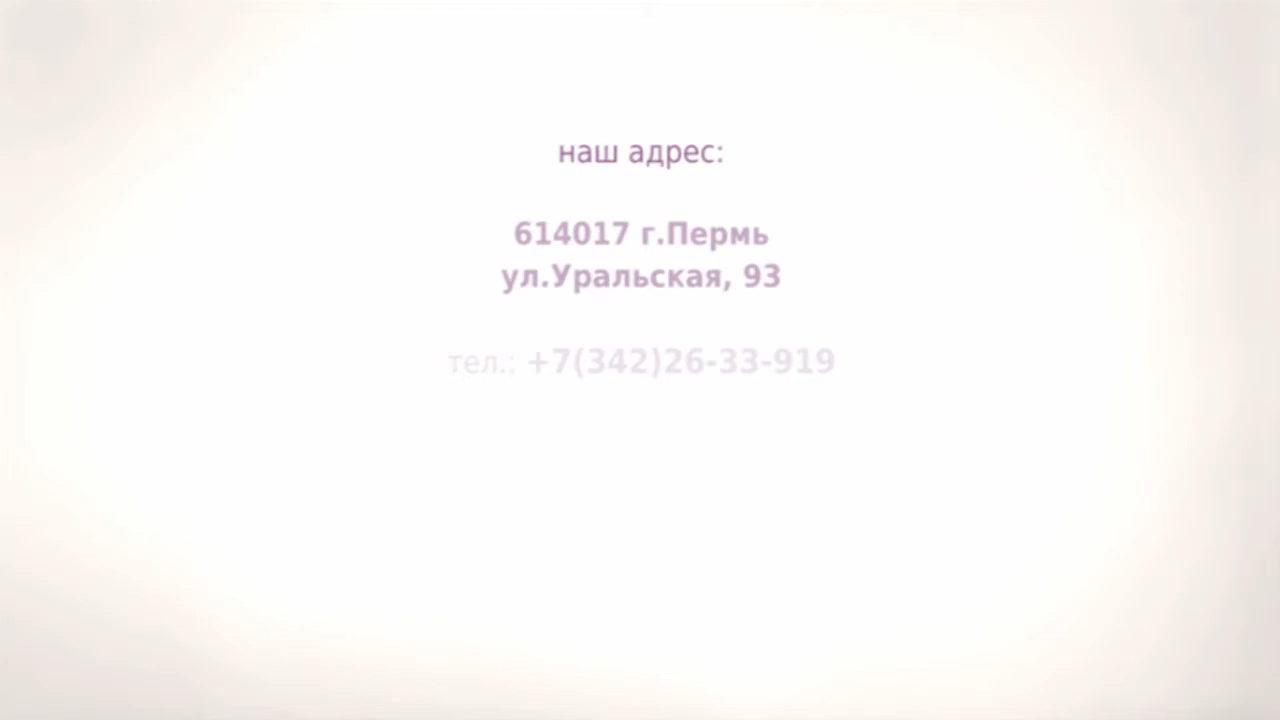 наш адрес:
614017 г.Пермь
ул.Уральская, 93
тел.: +7(342)26-33-919